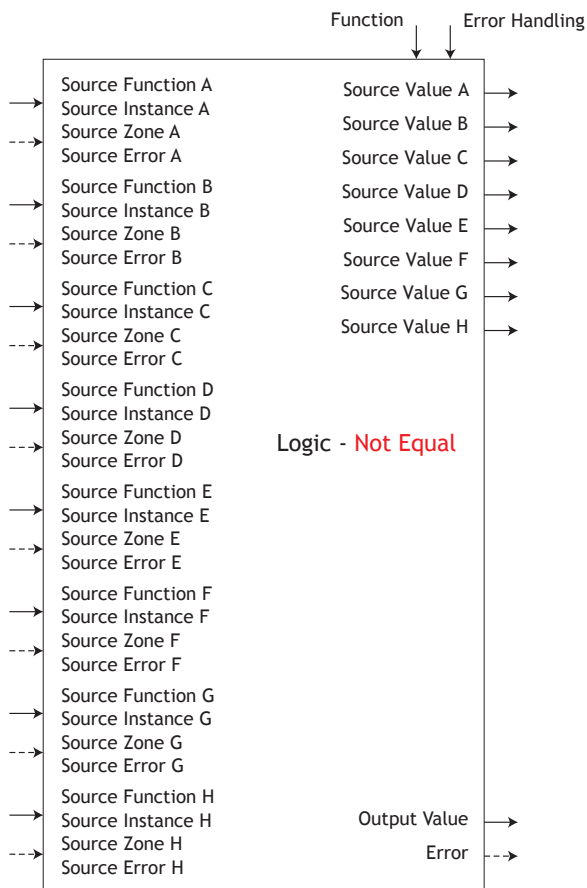 Function
Error Handling
Source Function A
Source Instance A
Source Zone A
Source Error A
Source Function B
Source Instance B
Source Zone B
Source Error B
Source Function C
Source Instance C
Source Zone C
Source Error C
Source Function D
Source Instance D
Source Zone D
Source Error D
Source Function E
Source Instance E
Source Zone E
Source Error E
Source Function F
Source Instance F
Source Zone F
Source Error F
Source Function G
Source Instance G
Source Zone G
Source Error G
Source Function H
Source Instance H
Source Zone H
Source Error H
Source Value A
Source Value B
Source Value C
Source Value D
Source Value E
Source Value F
Source Value G
Source Value H
Logic - Not Equal
Output Value
Error